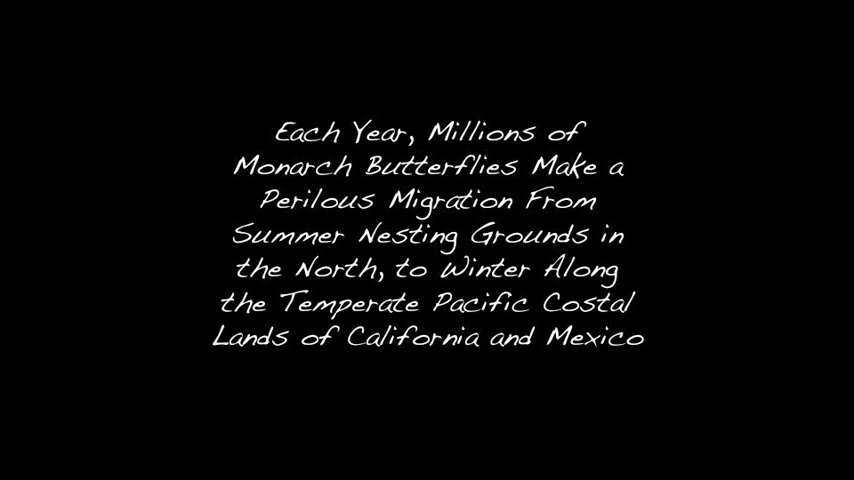 Each Year, Millions of
Monarch Butterflies Make a
Perilous Migration From
Summer Nesting Grounds in
the North, to Winter Along
the Temperate Pacific Costal
Lands of California and Mexico